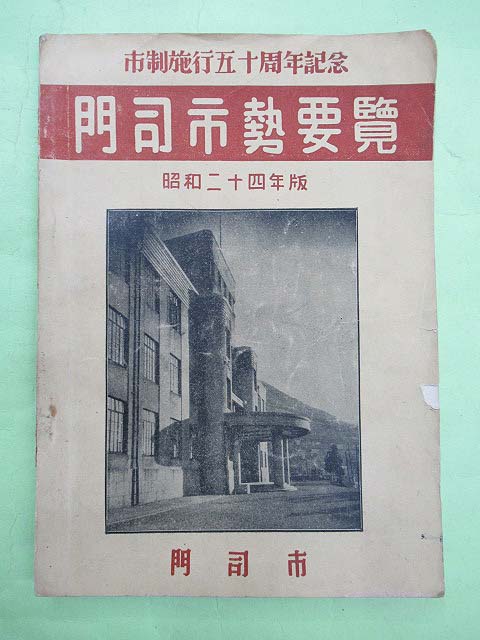 市制施行五十周年記念
門司市勢要覽
昭和二十四年版
門司市